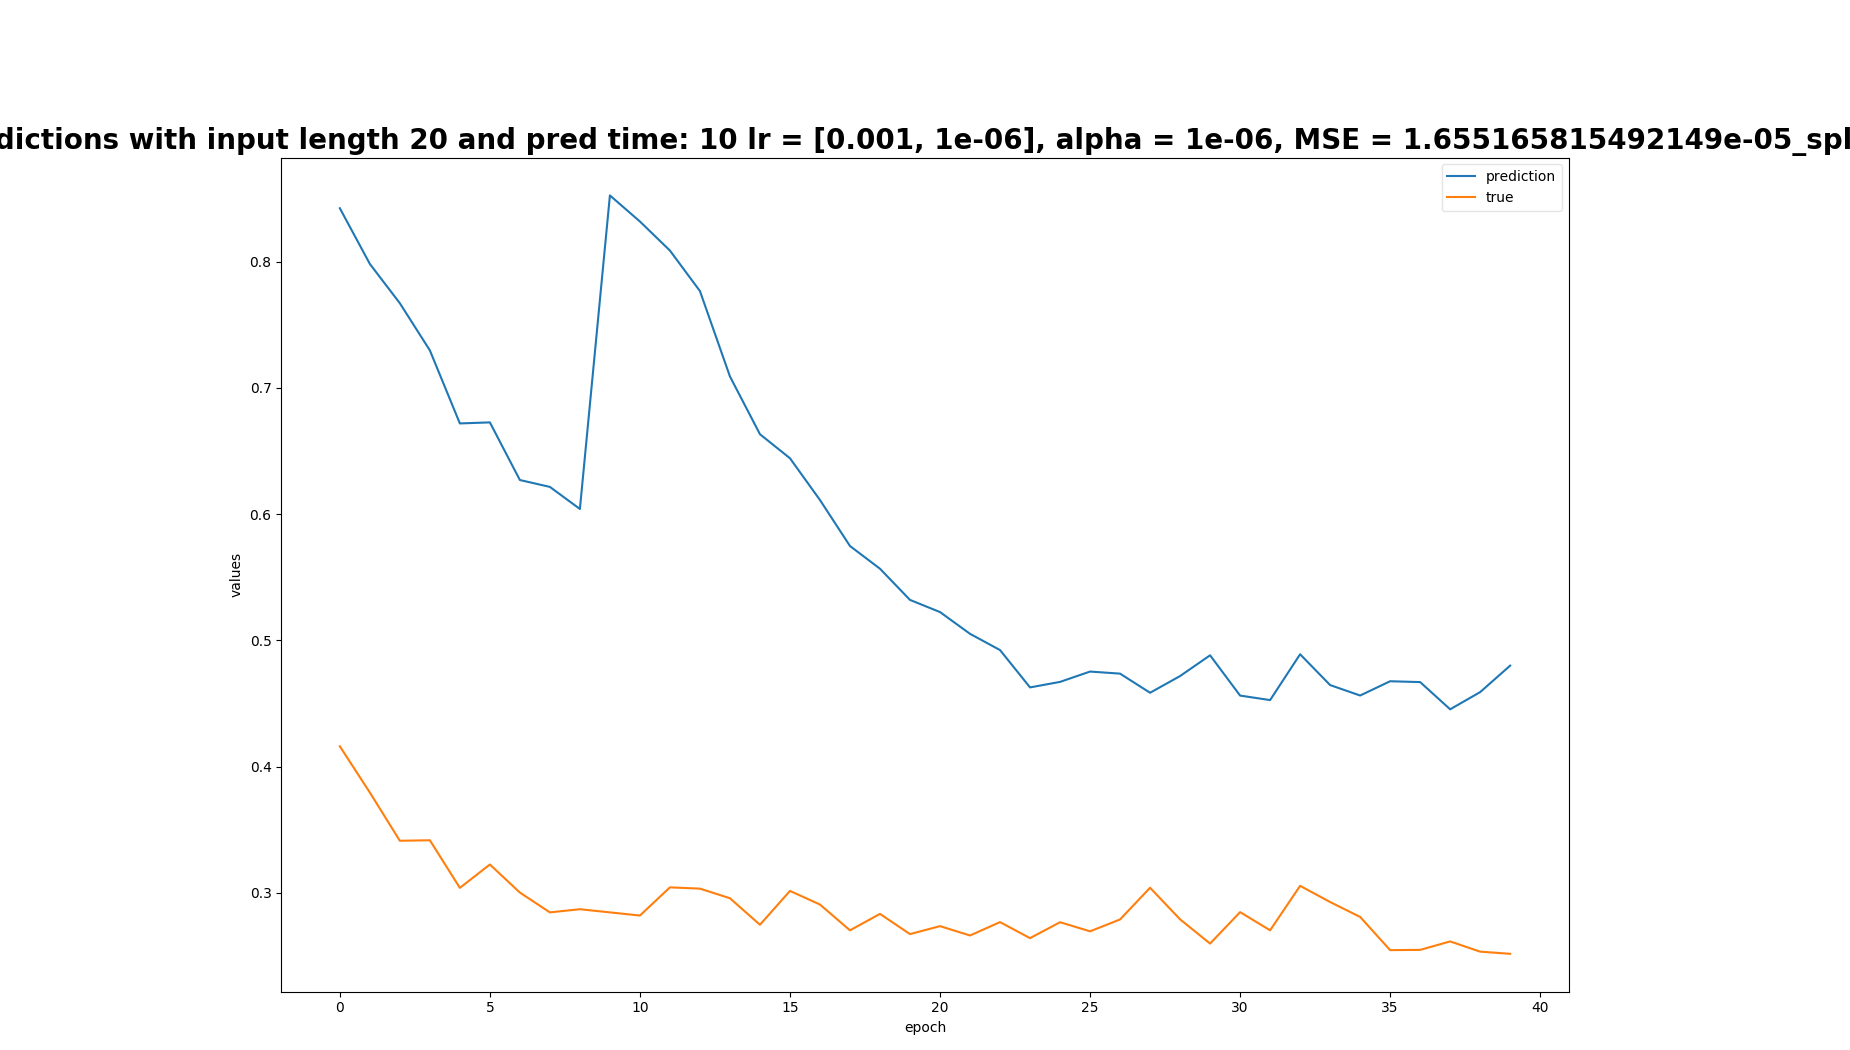 dictions with input length 20 and pred time: 10 lr = [0.001, 1e-06], alpha = 1e-06, MSE = 1.655165815492149e-05_spl
prediction
true
0.8
0.7
0.6
0.5
0.4
0.3
values
0 5 10 15 20 25 30 35 40
epoch